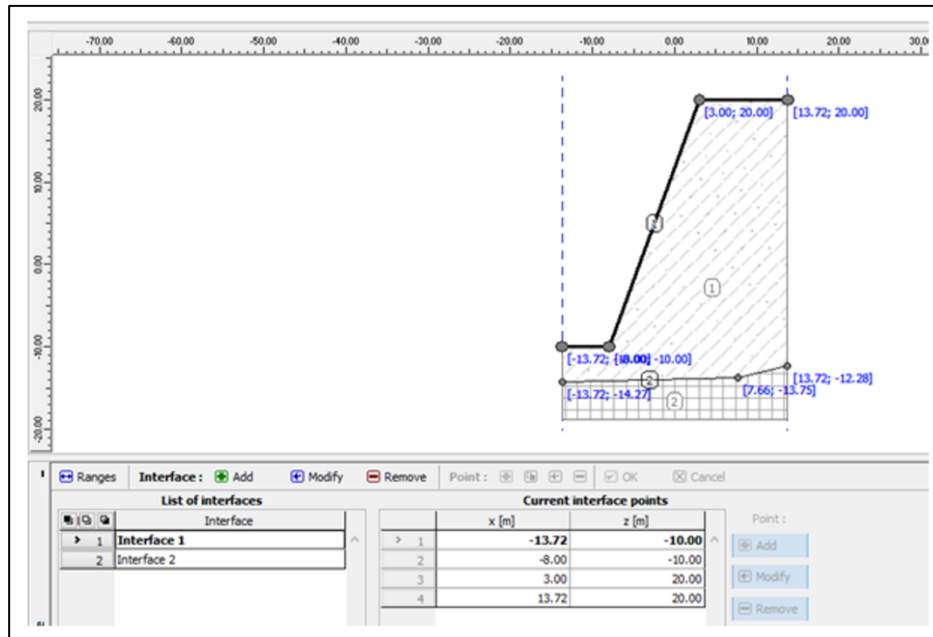 -70.00 -60.00 -50.00 -40.00 -30.00 -20.00 -10.00 0.00 10.00 20.00 30.0
20.00
[3.00; 20.00] [13.72; 20.00]
10.00
0.00
1
-10.00
[-13.72; -10.00]
2
[13.72; -12.28]
[-13.72; -14.27] 2 [7.66; -13.75]
-20.00
Ranges Interface : Add Modify Remove Point : OK Cancel
List of interfaces Current interface points
Interface x [m] z [m] Point :
> 1 Interface 1 > 1 -13.72 -10.00 Add
2 Interface 2 2 -8.00 -10.00 Modify
3 3.00 20.00
4 13.72 20.00 Remove